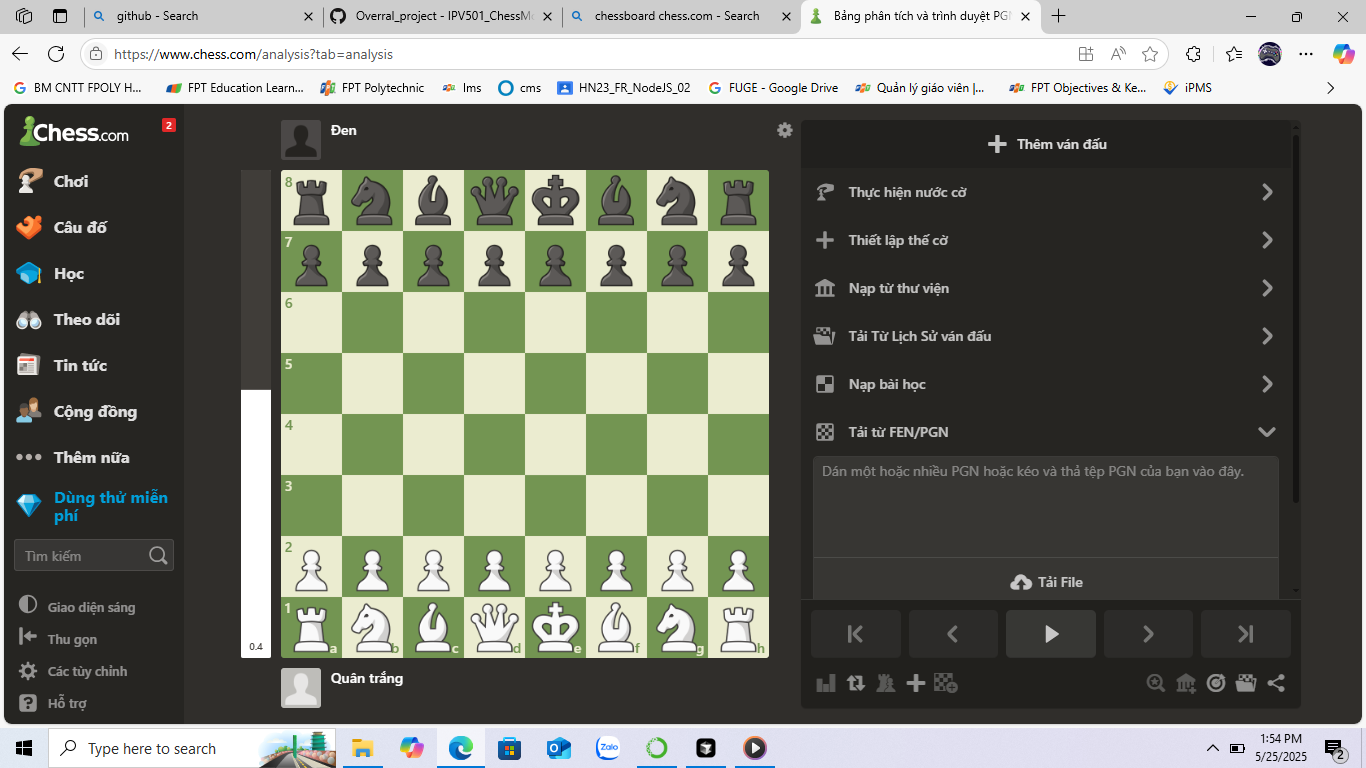 github - Search
Overral_project - IPV501_ChessMo
chessboard chess.com - Search
Bảng phân tích và trình duyệt PG
https://www.chess.com/analysis?tab=analysis
BM CNTT FPOLY H...
FPT Education Learn...
FPT Polytechnic
lms
cms
HN23_FR_NodeJS_02
FUGE - Google Drive
Quản lý giáo viên |...
FPT Objectives & Ke...
iPMS
Chess.com
2
Chơi
Câu đố
Học
Theo dõi
Tin tức
Cộng đồng
Thêm nữa
Dùng thử miễn
phí
Tìm kiếm
Giao diện sáng
Thu gọn
Các tùy chỉnh
Hỗ trợ
Đen
8
7
6
5
4
3
2
1
a b c d e f g h
0.4
Quân trắng
Thêm ván đấu
Thực hiện nước cờ
Thiết lập thế cờ
Nạp từ thư viện
Tải Từ Lịch Sử ván đấu
Nạp bài học
Tải từ FEN/PGN
Dán một hoặc nhiều PGN hoặc kéo và thả tệp PGN của bạn vào đây.
Tải File
Type here to search
Zalo
1:54 PM
5/25/2025
2